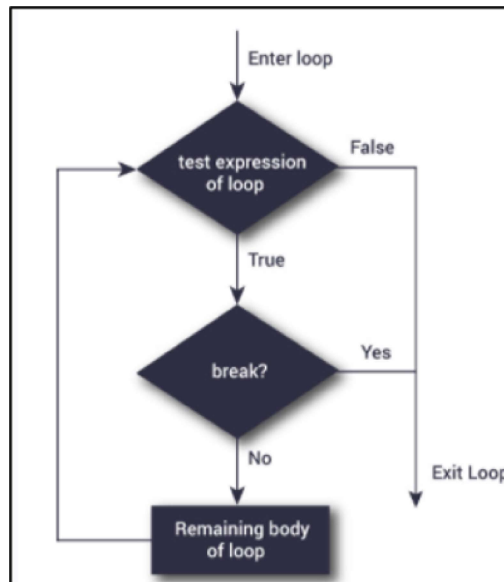 Enter loop
test expression
of loop
False
True
break?
Yes
No
Exit Loop
Remaining body
of loop